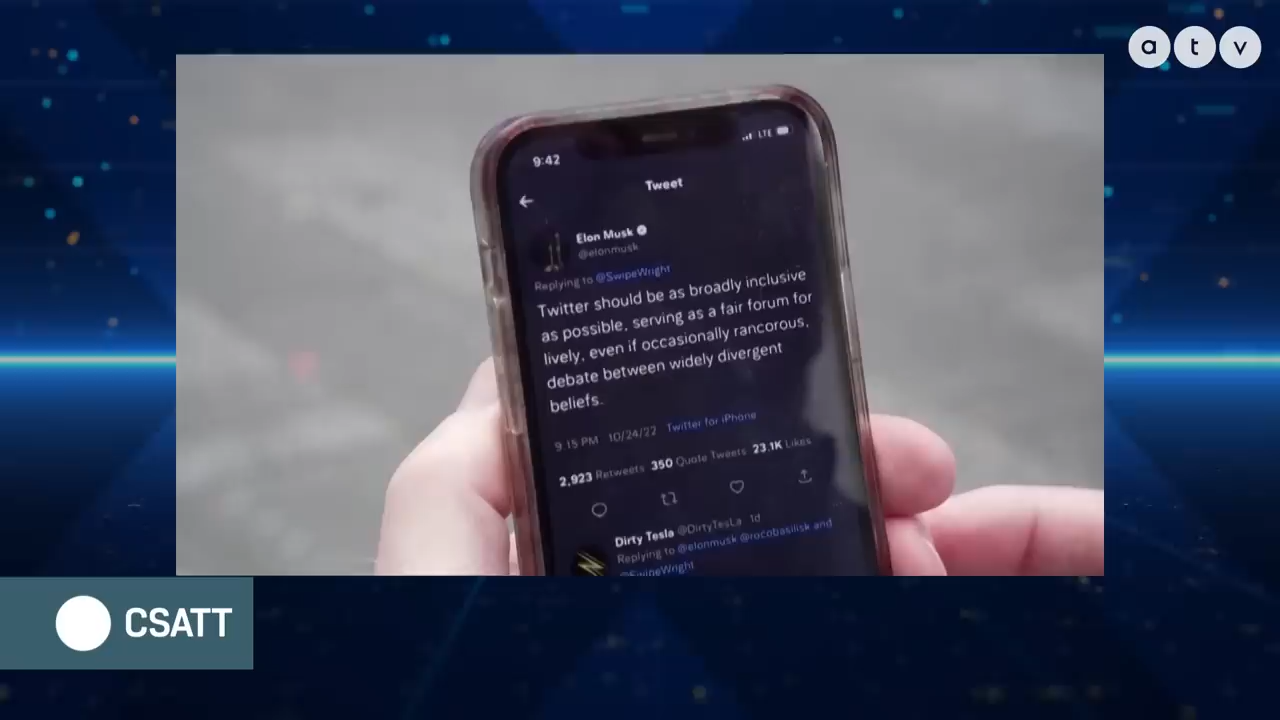 a t v
9:42
LTE
Tweet
Elon Musk
@elonmusk
Replying to @SwipeWright
Twitter should be as broadly inclusive
as possible, serving as a fair forum for
lively, even if occasionally rancorous,
debate between widely divergent
beliefs.
9:15 PM 10/24/22 Twitter for iPhone
2,923 Retweets 350 Quote Tweets 23.1K Likes
Dirty Tesla @DirtyTesLa 1d
Replying to @elonmusk @rocobasilisk and
@SwipeWright
CSATT